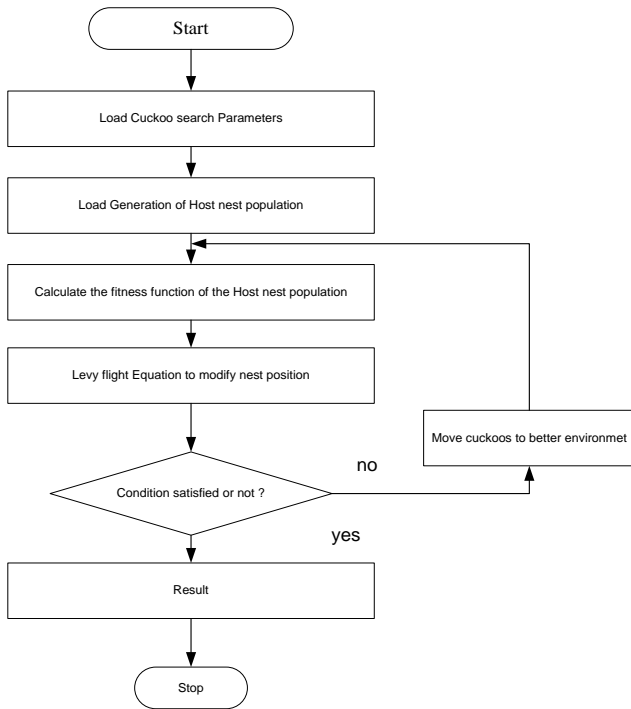 Start
Load Cuckoo search Parameters
Load Generation of Host nest population
Calculate the fitness function of the Host nest population
Levy flight Equation to modify nest position
Move cuckoos to better environmet
no
Condition satisfied or not ?
yes
Result
Stop